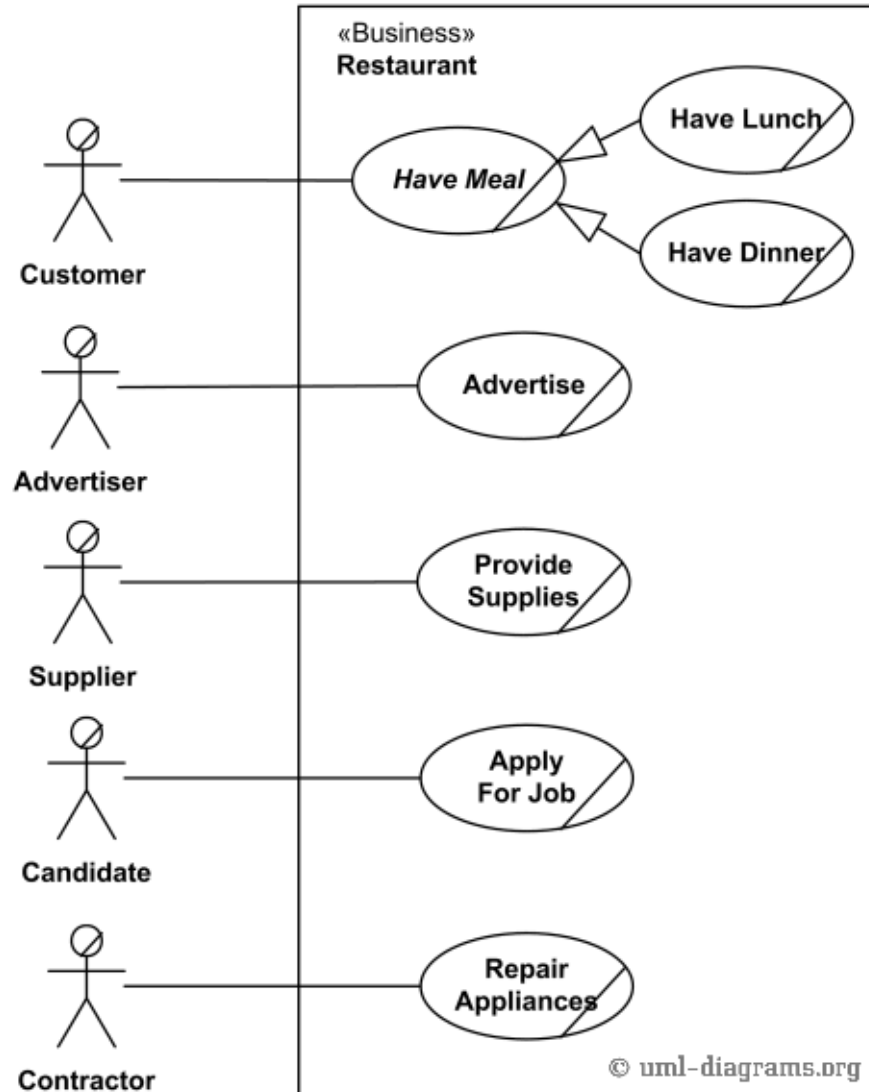 «Business»
Restaurant
Have Lunch
Have Meal
Have Dinner
Customer
Advertise
Advertiser
Provide
Supplies
Supplier
Apply
For Job
Candidate
Repair
Appliances
Contractor
© uml-diagrams.org